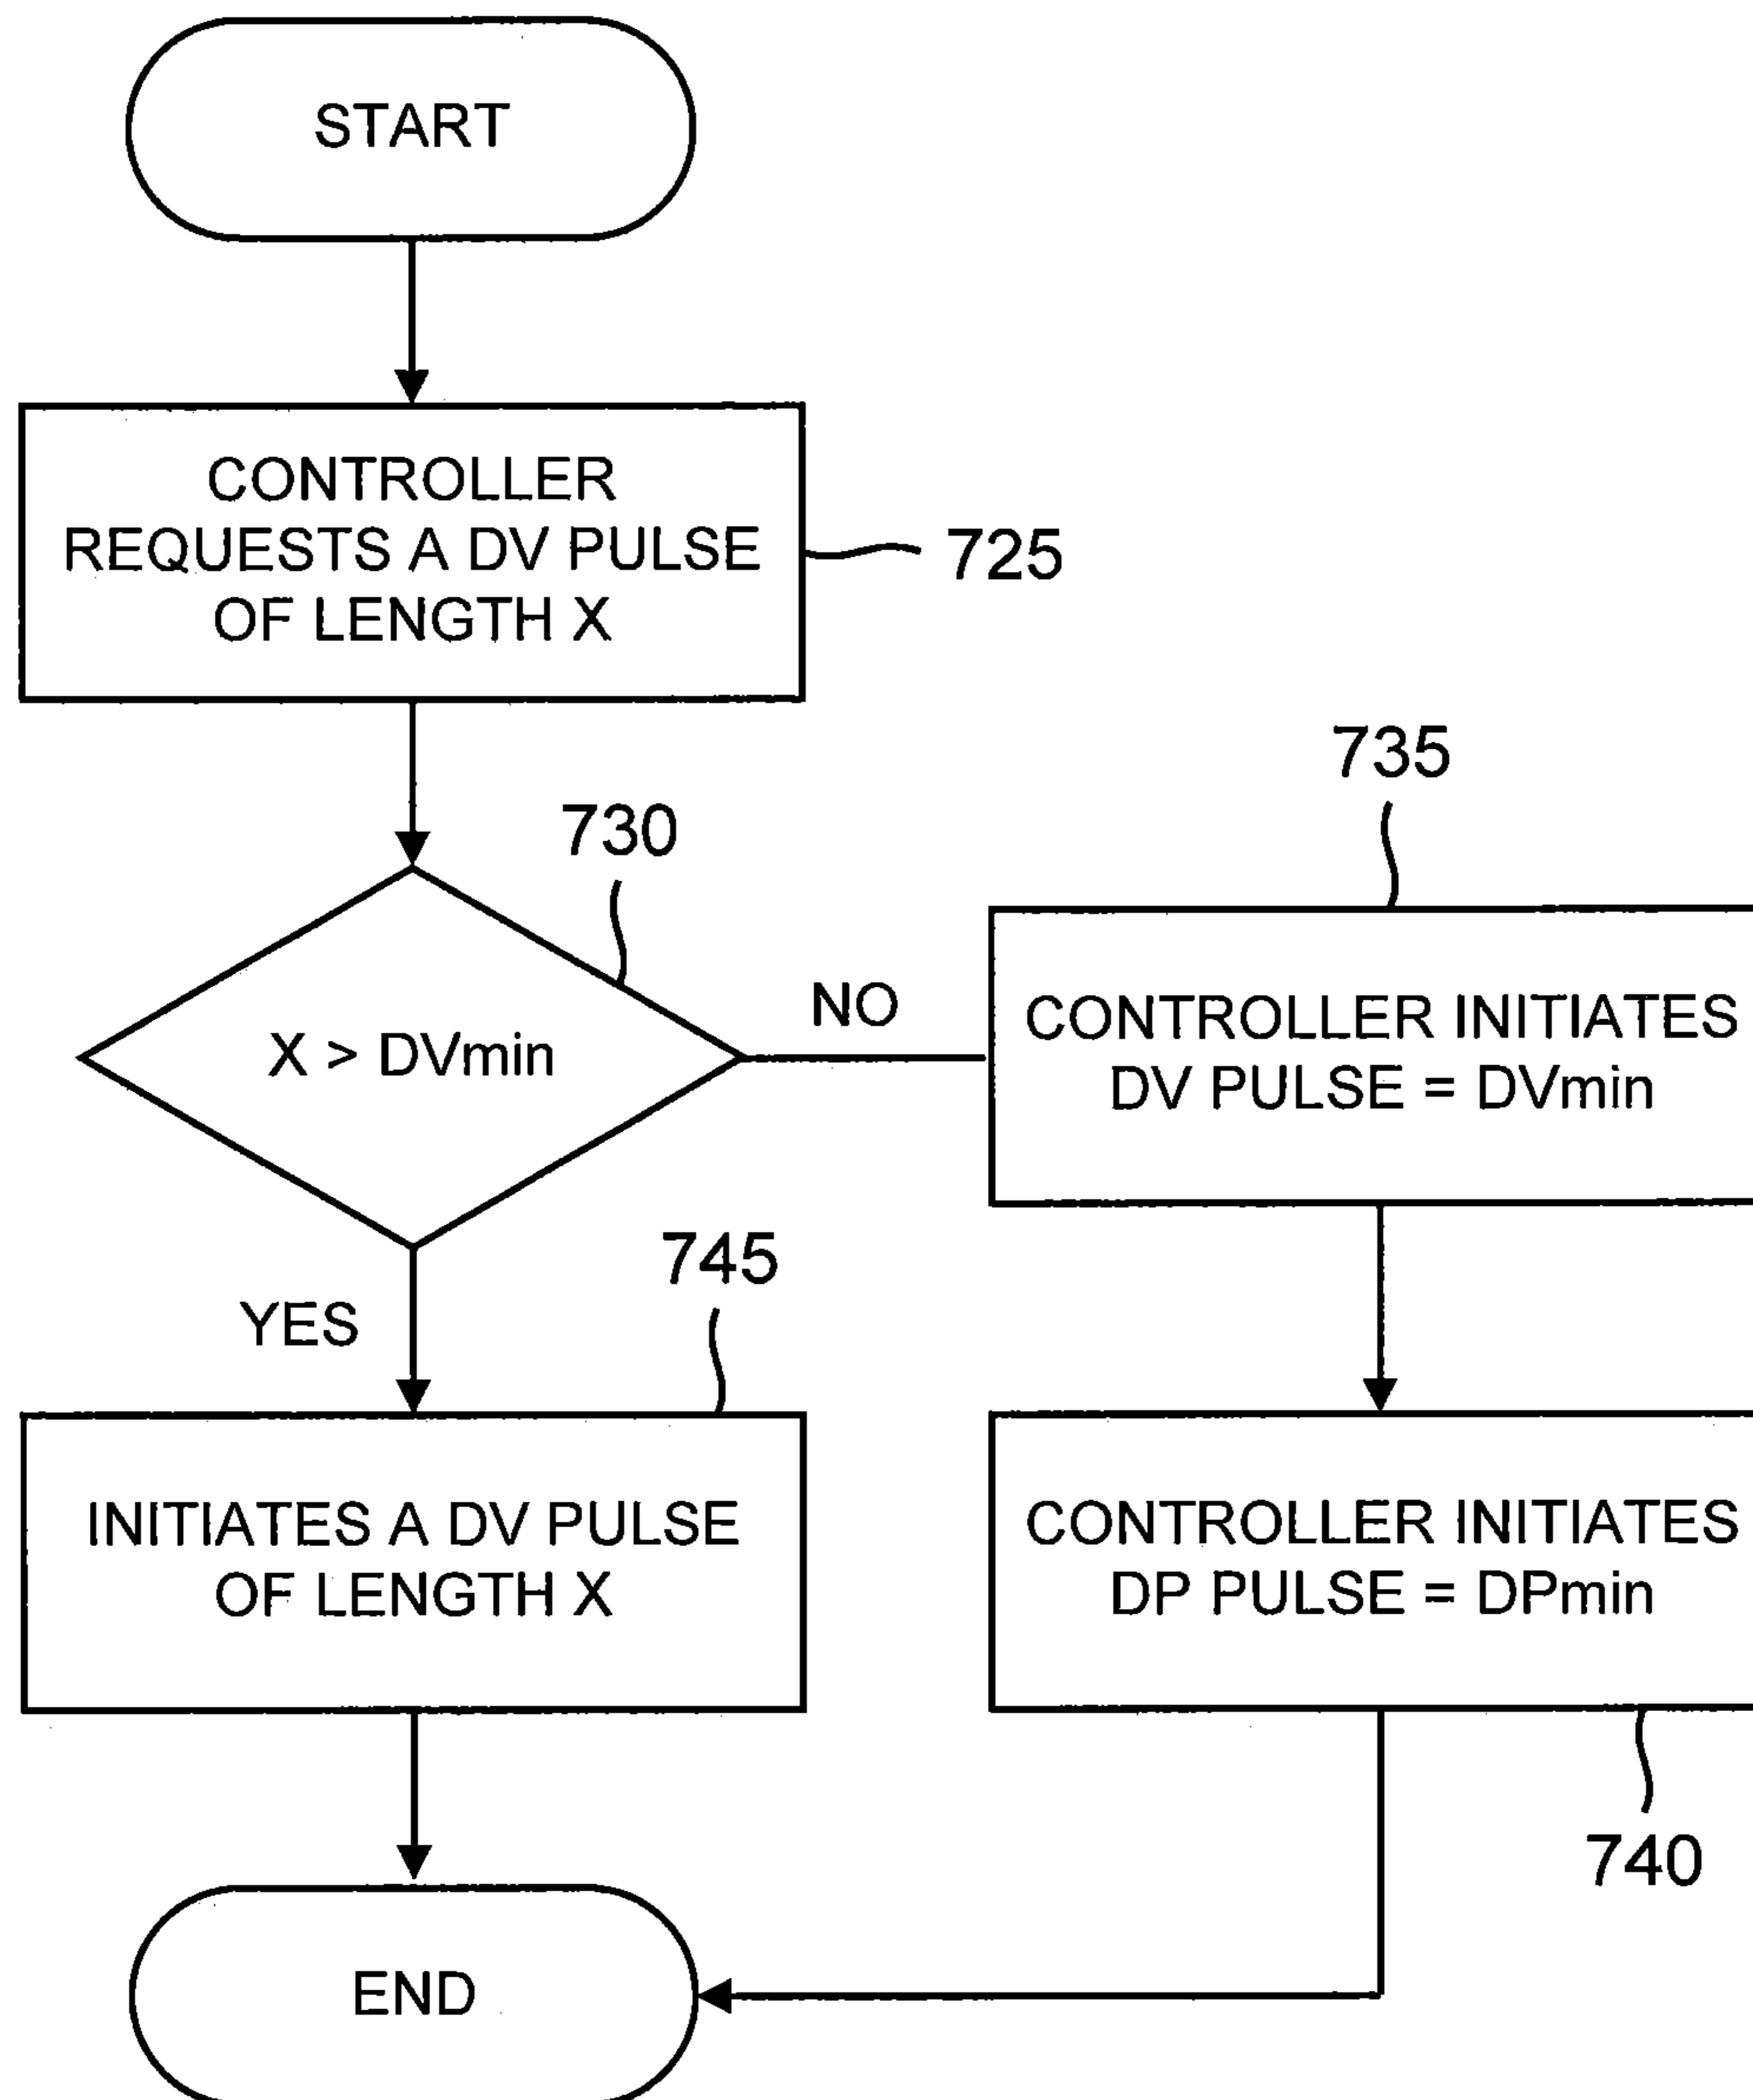 START
CONTROLLER
REQUESTS A DV PULSE
OF LENGTH X
725
730
X > DVmin
NO
735
CONTROLLER INITIATES
DV PULSE = DVmin
YES
745
INITIATES A DV PULSE
OF LENGTH X
CONTROLLER INITIATES
DP PULSE = DPmin
740
END